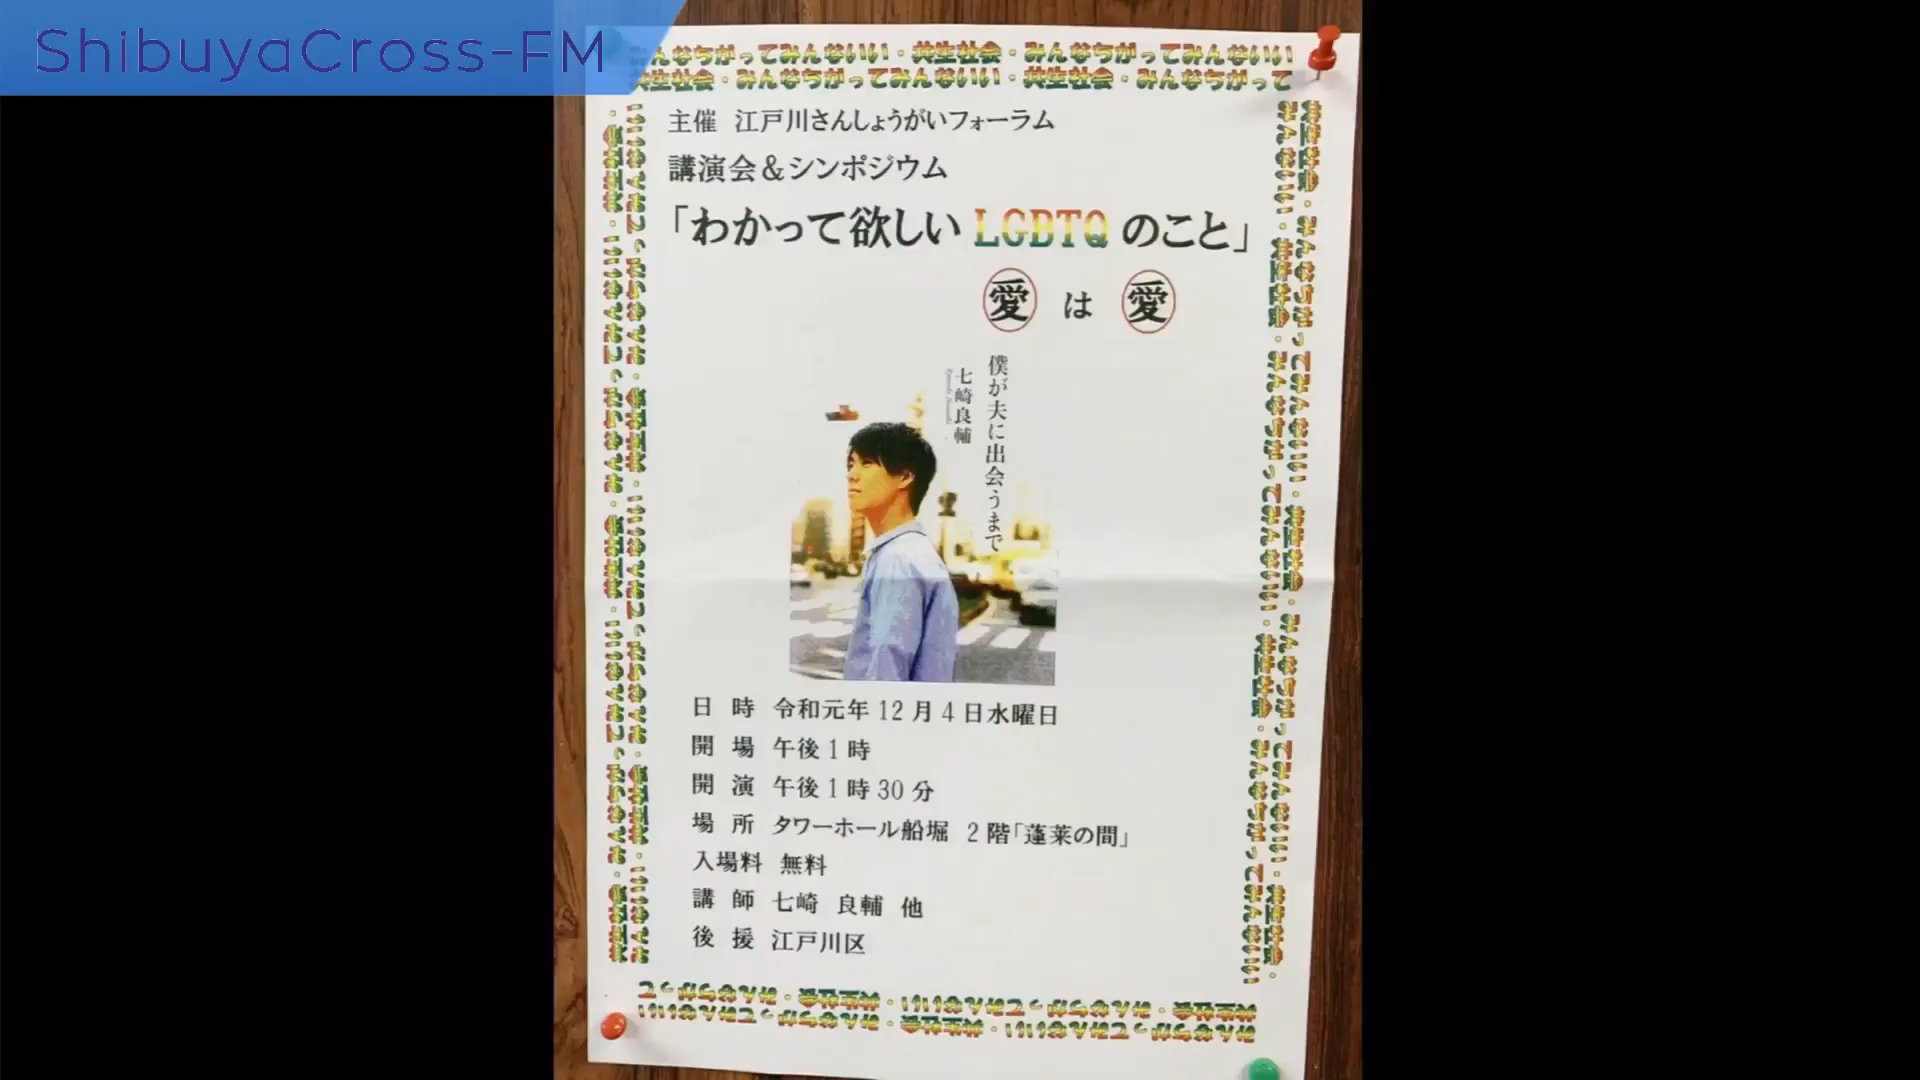 ShibuyaCross-FM
みんなちがってみんないい・共生社会・みんなちがってみんないい
共生社会・みんなちがってみんないい・共生社会・みんなちがって
主催 江戸川さんしょうがいフォーラム
講演会＆シンポジウム
「わかって欲しい LGBTQ のこと」
愛 は 愛
僕が夫に出会うまで
七崎良輔
日 時 令和元年 12 月 4 日水曜日
開 場 午後 1 時
開 演 午後 1 時 30 分
場 所 タワーホール船堀 2 階「蓬莱の間」
入場料 無料
講 師 七崎 良輔 他
後 援 江戸川区